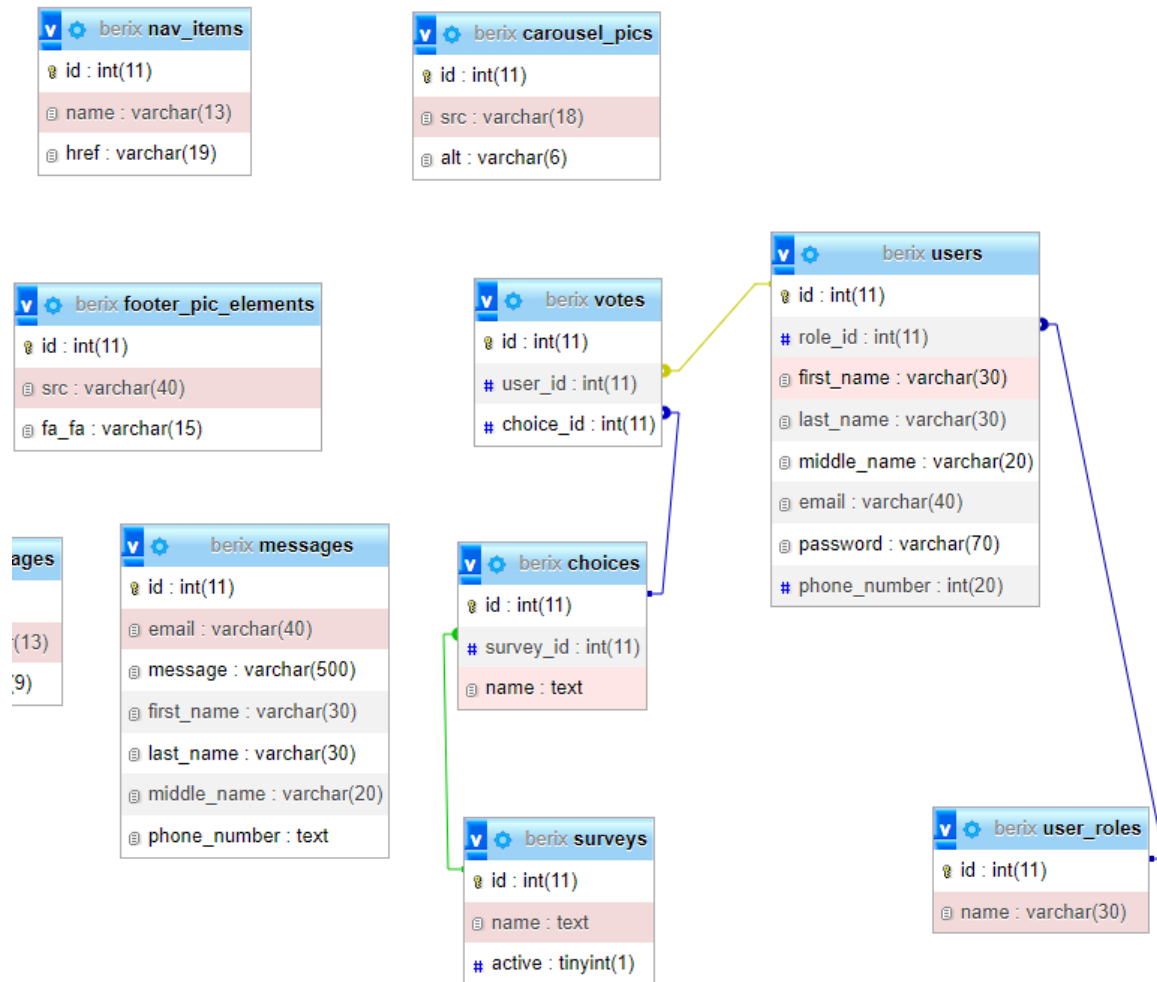 berix nav_items
id : int(11)
name : varchar(13)
href : varchar(19)
berix carousel_pics
id : int(11)
src : varchar(18)
alt : varchar(6)
berix footer_pic_elements
id : int(11)
src : varchar(40)
fa_fa : varchar(15)
berix votes
id : int(11)
# user_id : int(11)
# choice_id : int(11)
berix users
id : int(11)
# role_id : int(11)
first_name : varchar(30)
last_name : varchar(30)
middle_name : varchar(20)
email : varchar(40)
password : varchar(70)
# phone_number : int(20)
ages
(13)
(9)
berix messages
id : int(11)
email : varchar(40)
message : varchar(500)
first_name : varchar(30)
last_name : varchar(30)
middle_name : varchar(20)
phone_number : text
berix choices
id : int(11)
# survey_id : int(11)
name : text
berix surveys
id : int(11)
name : text
# active : tinyint(1)
berix user_roles
id : int(11)
name : varchar(30)